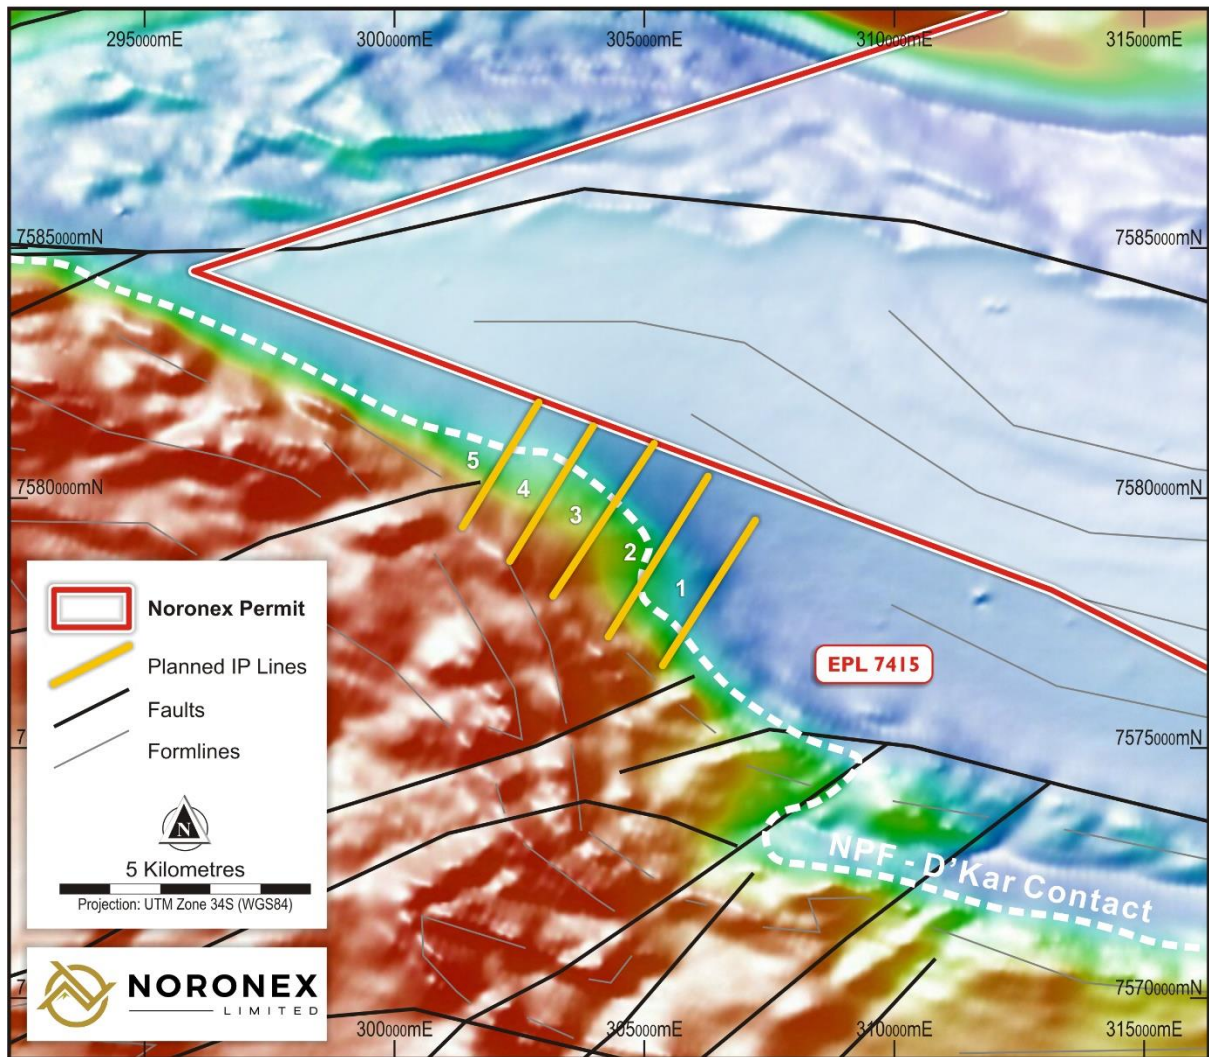 295000mE
300000mE
305000mE
310000mE
315000mE
7585000mN
7585000mN
5
7580000mN
4
3
7580000mN
2
1
Noronex Permit
EPL 7415
Planned IP Lines
Faults
Formlines
7
7575000mN
N
5 Kilometres
Projection: UTM Zone 34S (WGS84)
NPF - D'Kar Contact
NORONEX
LIMITED
7
7570000mN
300000mE
305000mE
310000mE
315000mE